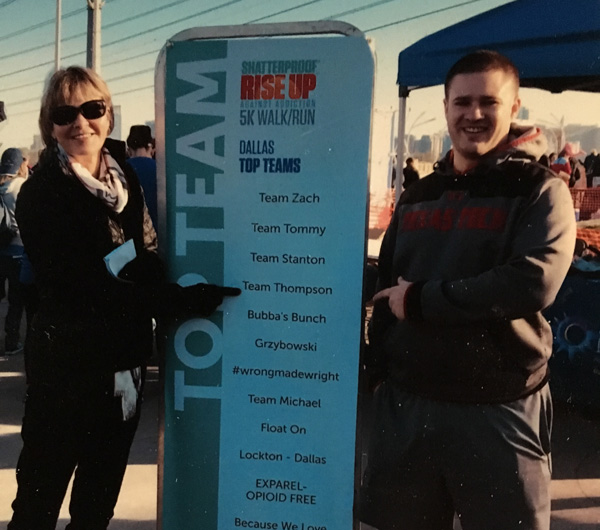 TOP TEAM
SHATTERPROOF
RISE UP
AGAINST ADDICTION
5K WALK/RUN
DALLAS
TOP TEAMS
Team Zach
Team Tommy
Team Stanton
Team Thompson
Bubba's Bunch
Grzybowski
#wrongmadewright
Team Michael
Float On
Lockton - Dallas
EXPAREL-
OPIOID FREE
Because We Love